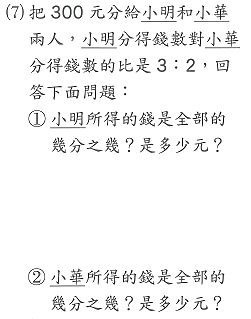 (7) 把 300 元分給小明和小華
兩人，小明分得錢數對小華
分得錢數的比是 3：2，回
答下面問題：
① 小明所得的錢是全部的
幾分之幾？是多少元？
② 小華所得的錢是全部的
幾分之幾？是多少元？